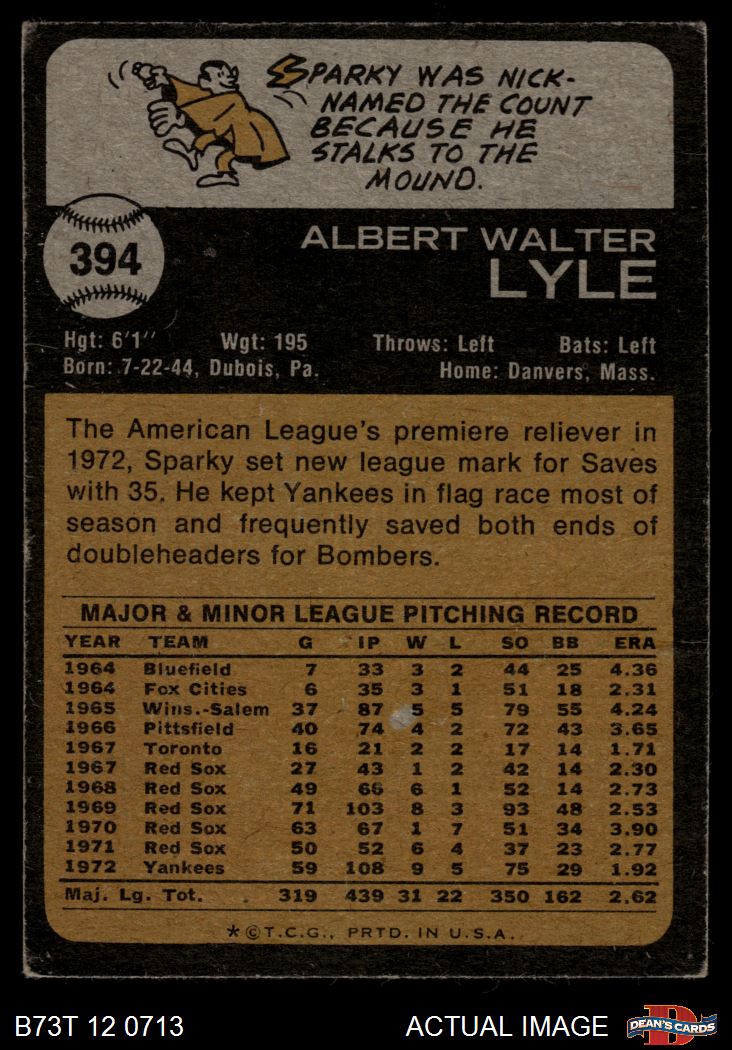 SPARKY WAS NICK-
NAMED THE COUNT
BECAUSE HE
STALKS TO THE
MOUND.
394
ALBERT WALTER
LYLE
Hgt: 6'1" Wgt: 195 Throws: Left Bats: Left
Born: 7-22-44, Dubois, Pa. Home: Danvers, Mass.
The American League's premiere reliever in
1972, Sparky set new league mark for Saves
with 35. He kept Yankees in flag race most of
season and frequently saved both ends of
doubleheaders for Bombers.
MAJOR & MINOR LEAGUE PITCHING RECORD
YEAR TEAM G IP W L SO BB ERA
1964 Bluefield 7 33 3 2 44 25 4.36
1964 Fox Cities 6 35 3 1 51 18 2.31
1965 Wins.-Salem 37 87 5 5 79 55 4.24
1966 Pittsfield 40 74 4 2 72 43 3.65
1967 Toronto 16 21 2 2 17 14 1.71
1967 Red Sox 27 43 1 2 42 14 2.30
1968 Red Sox 49 66 6 1 52 14 2.73
1969 Red Sox 71 103 8 3 93 48 2.53
1970 Red Sox 63 67 1 7 51 34 3.90
1971 Red Sox 50 52 6 4 37 23 2.77
1972 Yankees 59 108 9 5 75 29 1.92
Maj. Lg. Tot. 319 439 31 22 350 162 2.62
*©T.C.G., PRTD. IN U.S.A.
B73T 12 0713 ACTUAL IMAGE D DEAN'S CARDS